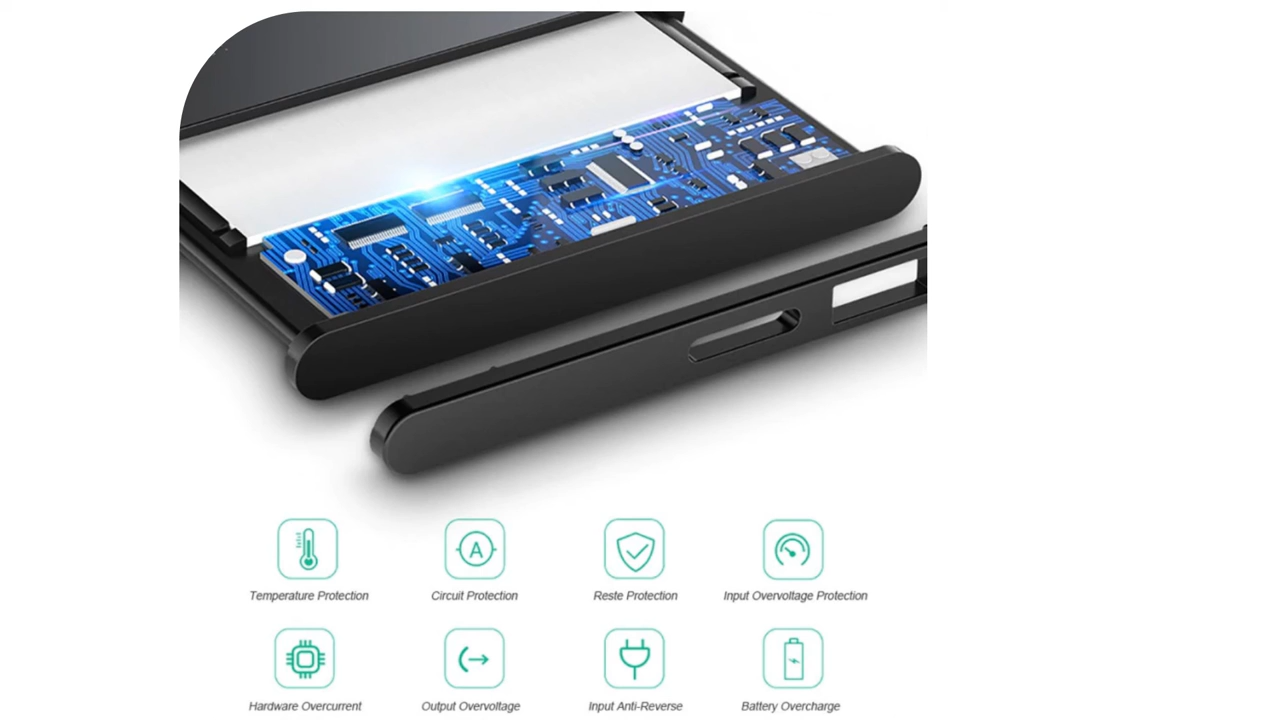 Temperature Protection
Circuit Protection
Reste Protection
Input Overvoltage Protection
Hardware Overcurrent
Output Overvoltage
Input Anti-Reverse
Battery Overcharge